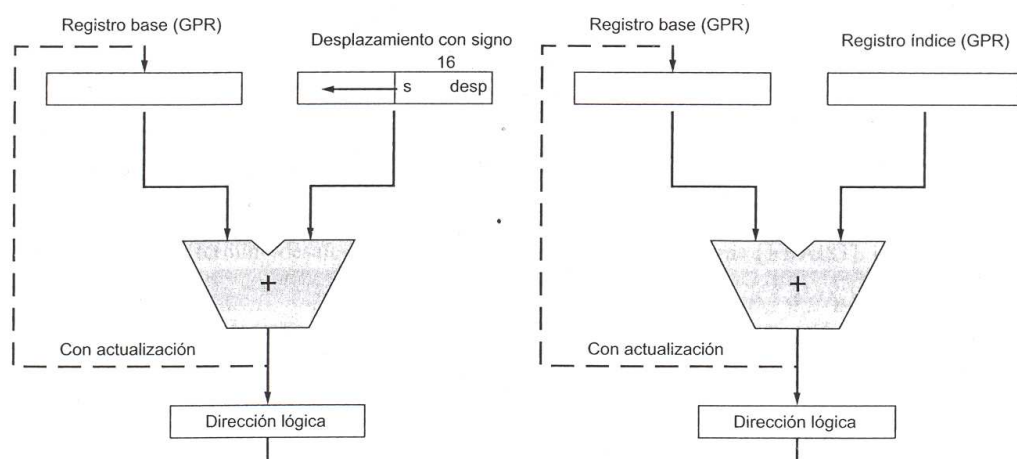 Registro base (GPR)
Desplazamiento con signo
16
s desp
+
Con actualización
Dirección lógica
Registro base (GPR)
Registro índice (GPR)
+
Con actualización
Dirección lógica